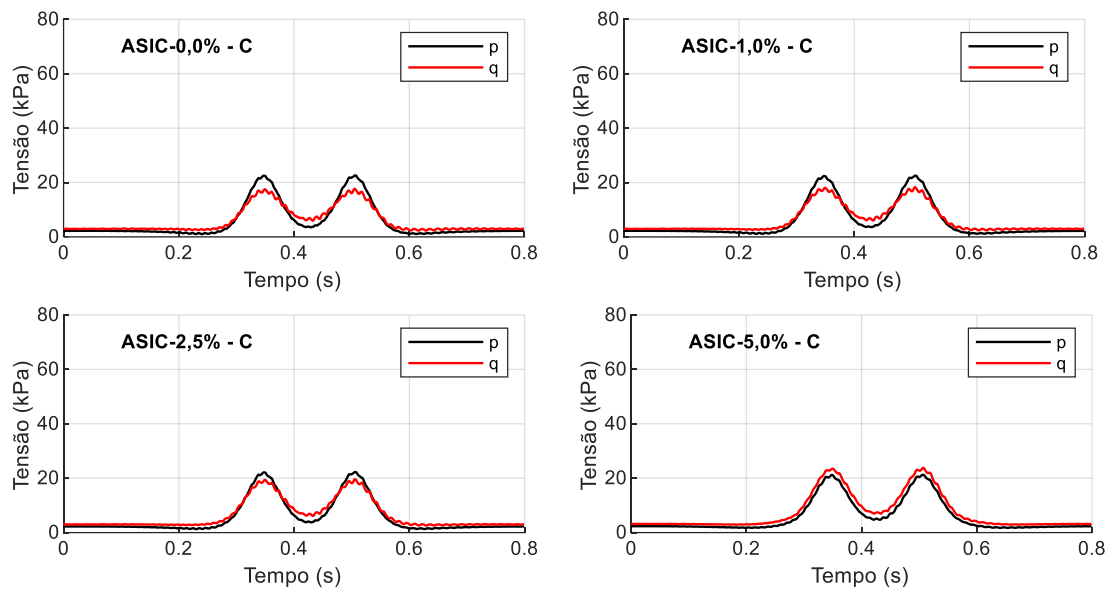 ASIC-0,0% - C
p
q
Tensão (kPa)
80
60
40
20
0
0 0.2 0.4 0.6 0.8
Tempo (s)
ASIC-1,0% - C
p
q
Tensão (kPa)
80
60
40
20
0
0 0.2 0.4 0.6 0.8
Tempo (s)
ASIC-2,5% - C
p
q
Tensão (kPa)
80
60
40
20
0
0 0.2 0.4 0.6 0.8
Tempo (s)
ASIC-5,0% - C
p
q
Tensão (kPa)
80
60
40
20
0
0 0.2 0.4 0.6 0.8
Tempo (s)